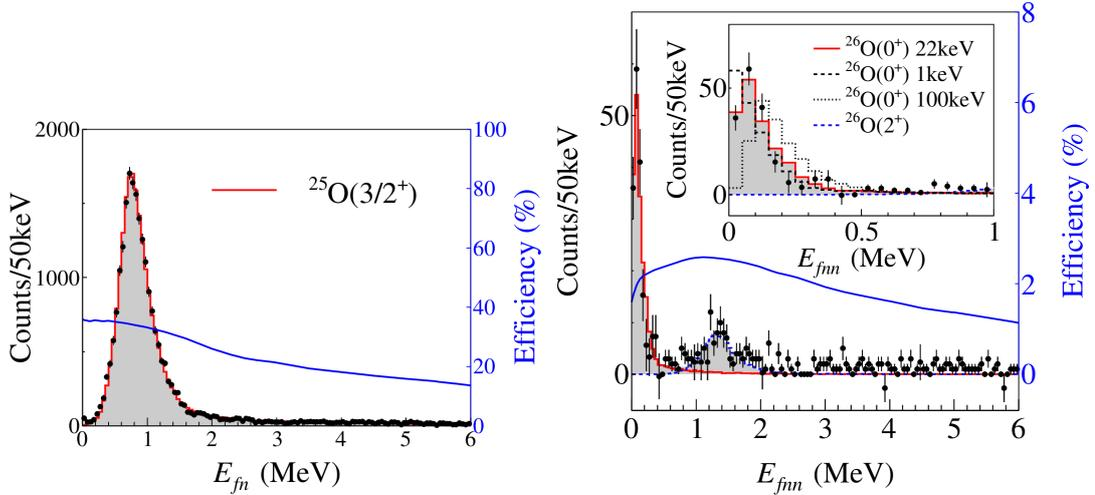 2000
1000
0
Counts/50keV
²⁵O(3/2⁺)
100
80
60
40
20
0
Efficiency (%)
0 1 2 3 4 5 6
E_fn (MeV)
50
0
Counts/50keV
8
6
4
2
0
Efficiency (%)
0 1 2 3 4 5 6
E_fnn (MeV)
50
0
Counts/50keV
²⁶O(0⁺) 22keV
²⁶O(0⁺) 1keV
²⁶O(0⁺) 100keV
²⁶O(2⁺)
0 0.5 1
E_fnn (MeV)